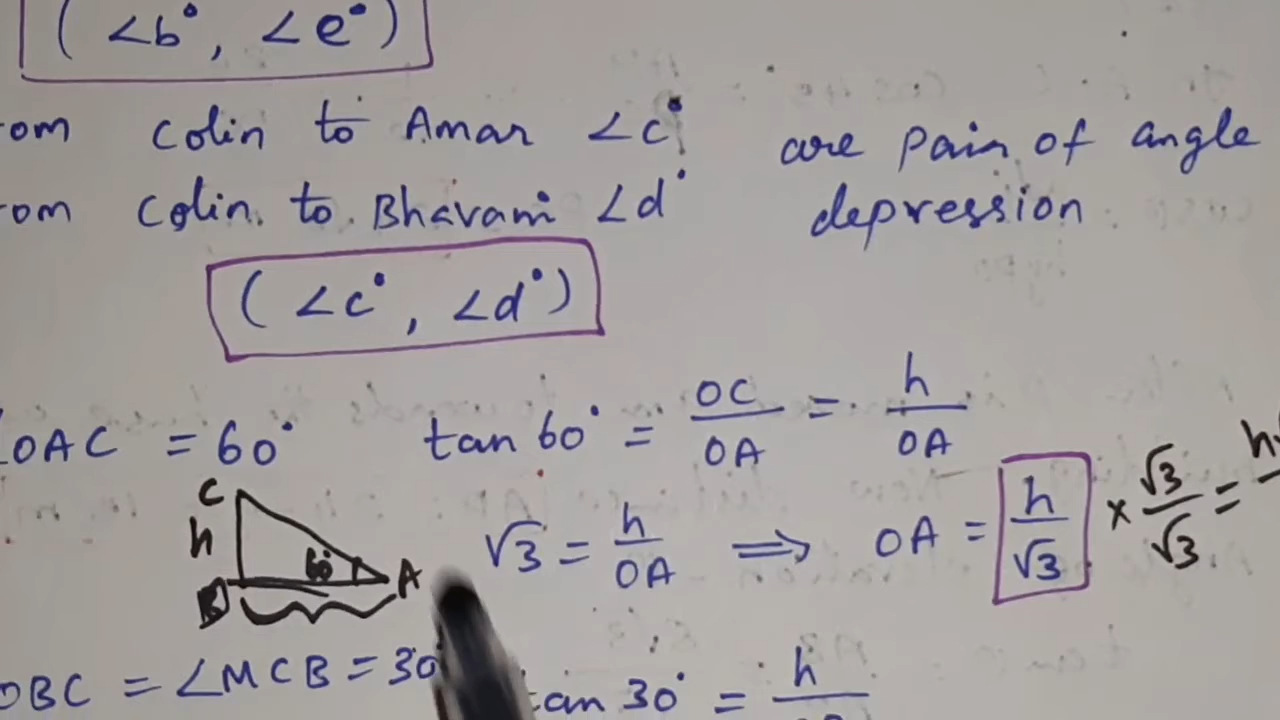 ( ∠b°, ∠e°)
om Colin to Amar ∠c° are pair of angle
om Colin to Bhavani ∠d° depression
( ∠c°, ∠d°)
∠OAC = 60° tan 60° = OC/OA = h/OA
C
h 60° A
√3 = h/OA ⇒ OA = h/√3 × √3/√3 = h
OBC = ∠MCB = 30° tan 30° = h